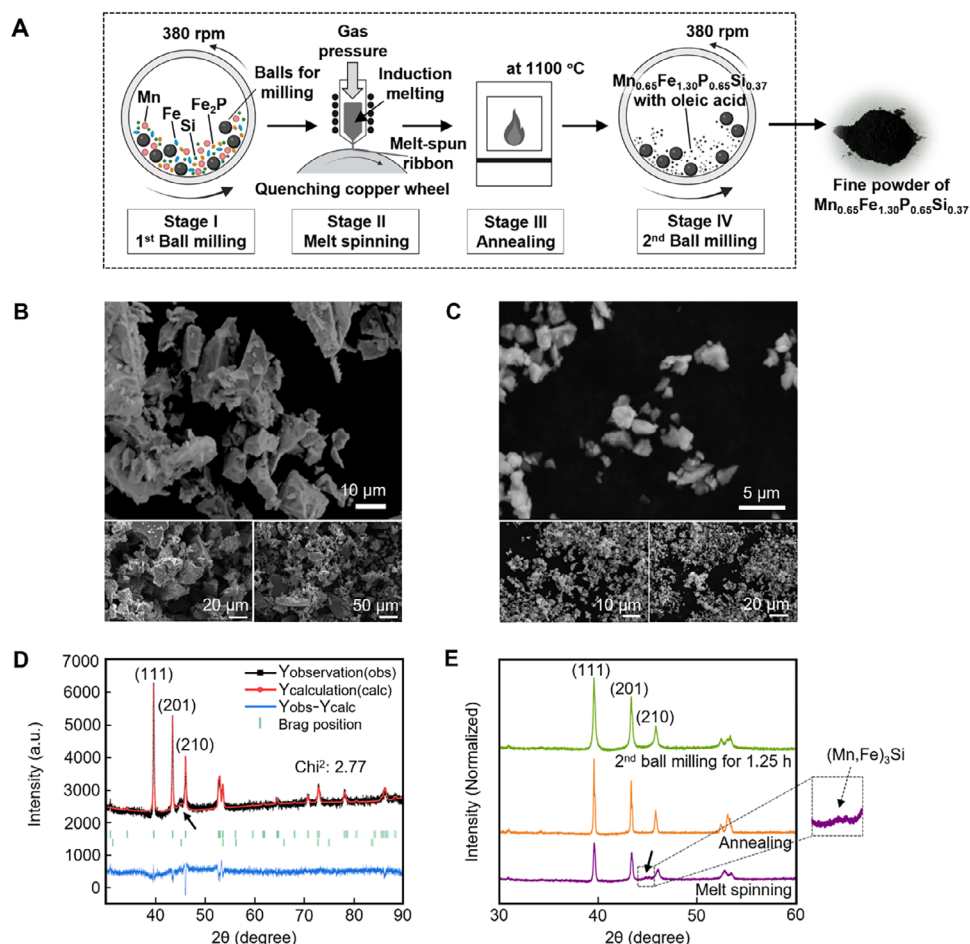 A
380 rpm
Mn
Fe
Si
Fe2P
Balls for
milling
Gas
pressure
Induction
melting
Melt-spun
ribbon
Quenching copper wheel
at 1100 °C
380 rpm
Mn0.65Fe1.30P0.65Si0.37
with oleic acid
Stage I
1st Ball milling
Stage II
Melt spinning
Stage III
Annealing
Stage IV
2nd Ball milling
Fine powder of
Mn0.65Fe1.30P0.65Si0.37
B
10 µm
20 µm
50 µm
C
5 µm
10 µm
20 µm
D
7000
6000
5000
4000
3000
2000
1000
0
Intensity (a.u.)
(111)
(201)
(210)
Yobservation(obs)
Ycalculation(calc)
Yobs-Ycalc
Brag position
Chi2: 2.77
40
50
60
70
80
90
2θ (degree)
E
Intensity (Normalized)
(111)
(201)
(210)
2nd ball milling for 1.25 h
Annealing
Melt spinning
(Mn,Fe)3Si
30
40
50
60
2θ (degree)